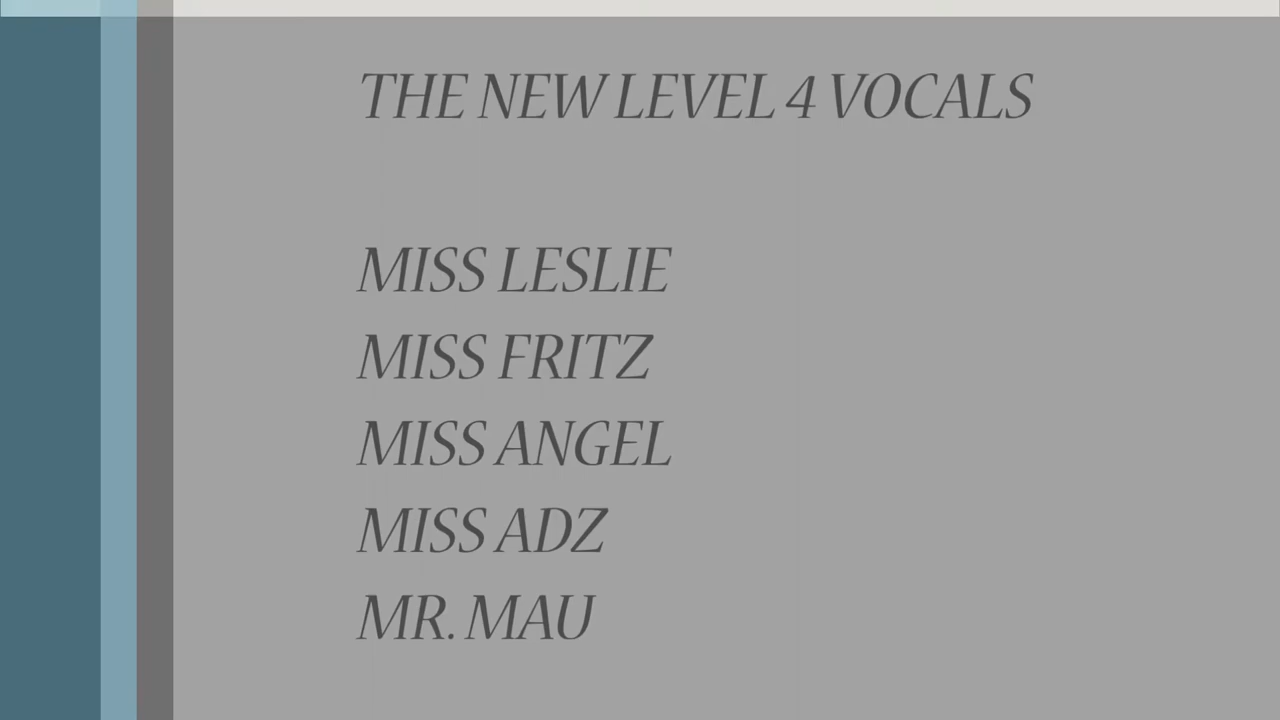 THE NEW LEVEL 4 VOCALS
MISS LESLIE
MISS FRITZ
MISS ANGEL
MISS ADZ
MR. MAU